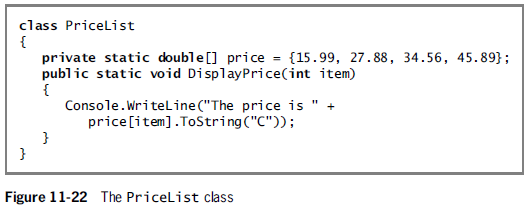 class PriceList
{
   private static double[] price = {15.99, 27.88, 34.56, 45.89};
   public static void DisplayPrice(int item)
   {
      Console.WriteLine("The price is " +
         price[item].ToString("C"));
   }
}
Figure 11-22   The PriceList class